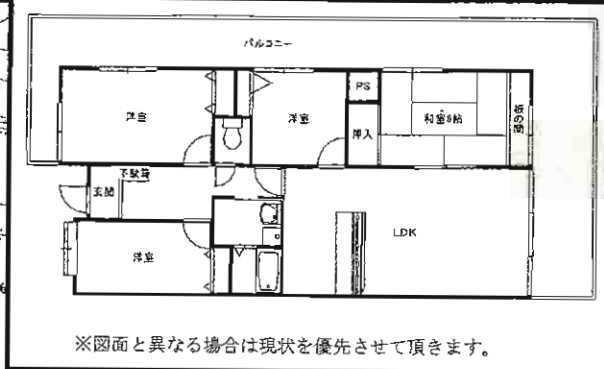 バルコニー
洋室
洋室
PS
押入
和室6帖
板の間
下駄箱
玄関
洋室
LDK
※図面と異なる場合は現状を優先させて頂きます。